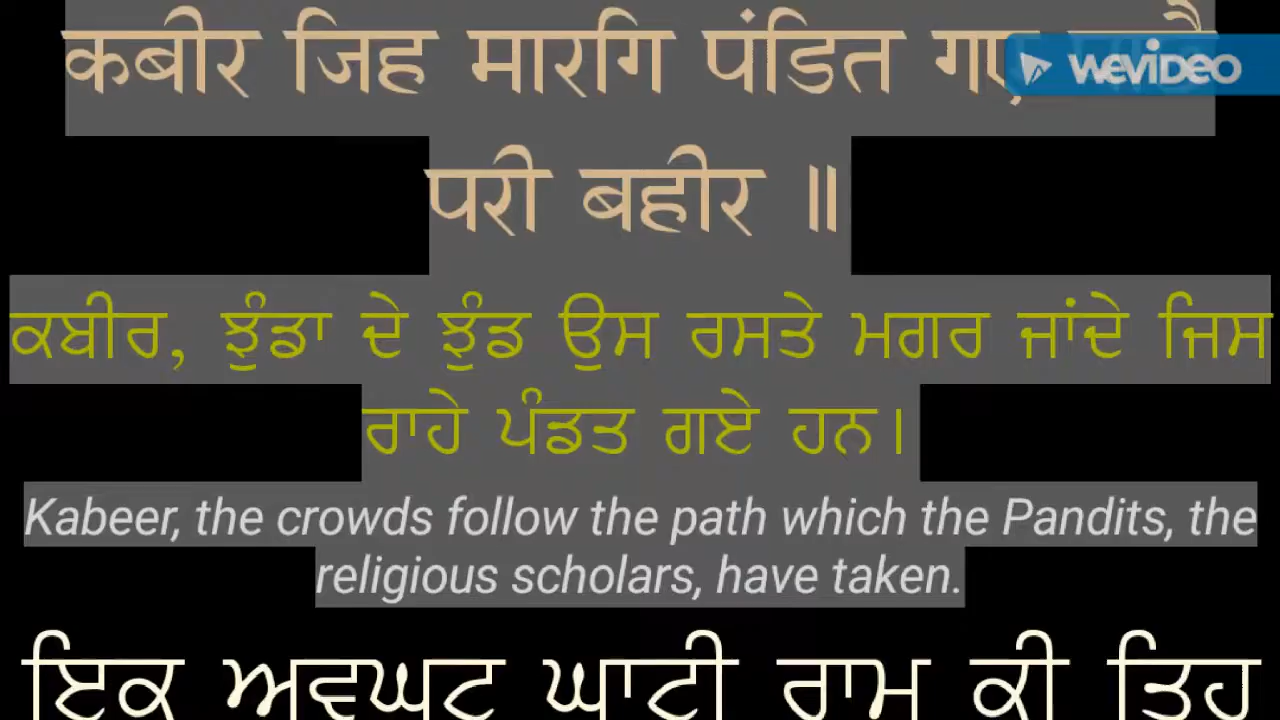 कबीर जिह मारगि पंडित गए
WEVIDEO
परी बहीर ॥
ਕਬੀਰ, ਝੁੰਡਾ ਦੇ ਝੁੰਡ ਉਸ ਰਸਤੇ ਮਗਰ ਜਾਂਦੇ ਜਿਸ
ਰਾਹੇ ਪੰਡਤ ਗਏ ਹਨ।
Kabeer, the crowds follow the path which the Pandits, the
religious scholars, have taken.
ਇਕ ਅਵਘਟ ਘਾਟੀ ਰਾਮ ਕੀ ਤਿਹ